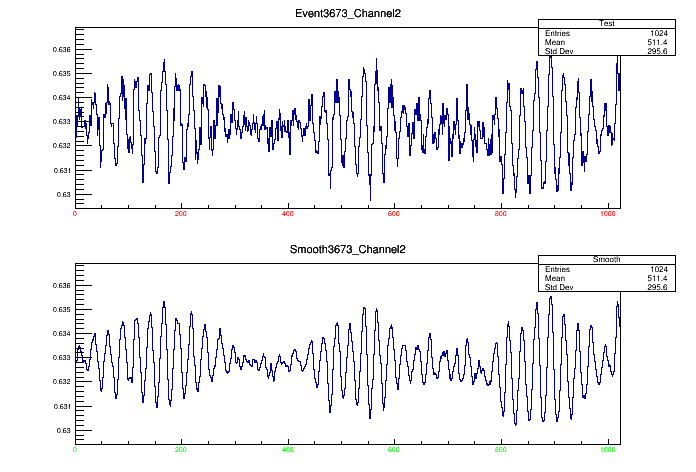 Event3673_Channel2
Test
Entries 1024
Mean 511.4
Std Dev 295.6
0.636
0.635
0.634
0.633
0.632
0.631
0.63
0 200 400 600 800 1000
Smooth3673_Channel2
Smooth
Entries 1024
Mean 511.4
Std Dev 295.6
0.636
0.635
0.634
0.633
0.632
0.631
0.63
0 200 400 600 800 1000